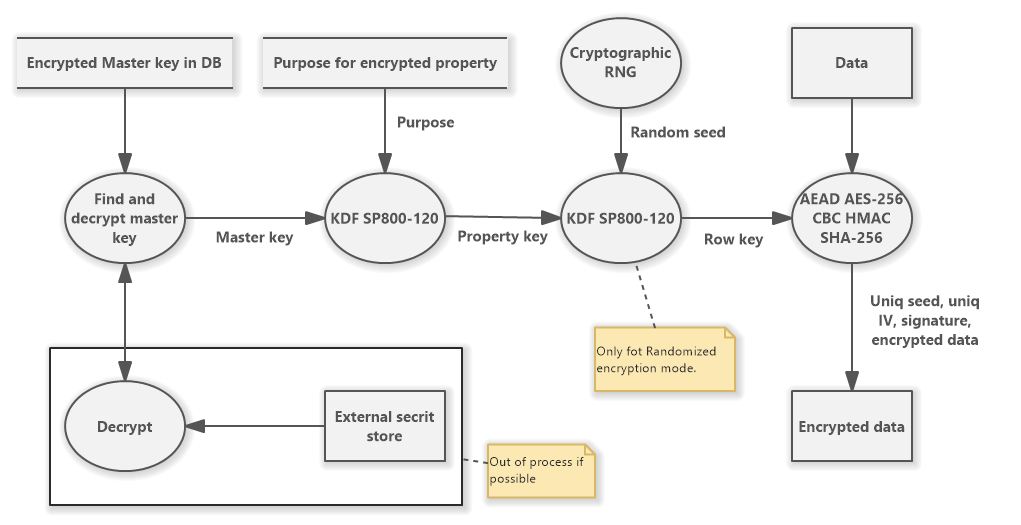 Encrypted Master key in DB
Purpose for encrypted property
Cryptographic
RNG
Data
Purpose
Random seed
Find and
decrypt master
key
Master key
KDF SP800-120
Property key
KDF SP800-120
Row key
AEAD AES-256
CBC HMAC
SHA-256
Uniq seed, uniq
IV, signature,
encrypted data
Only fot Randomized
encryption mode.
Decrypt
External secrit
store
Out of process if
possible
Encrypted data